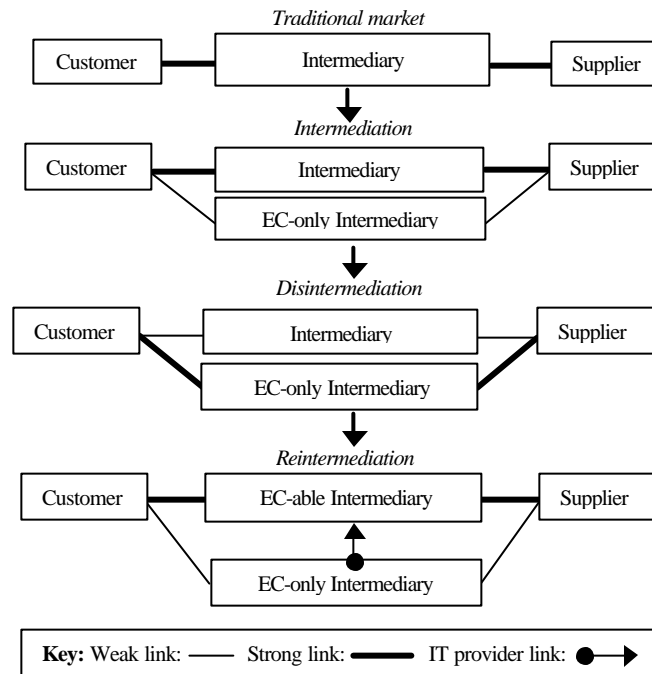 Traditional market
Customer Intermediary Supplier
Intermediation
Customer Intermediary Supplier
EC-only Intermediary
Disintermediation
Customer Intermediary Supplier
EC-only Intermediary
Reintermediation
Customer EC-able Intermediary Supplier
EC-only Intermediary
Key: Weak link: Strong link: IT provider link: